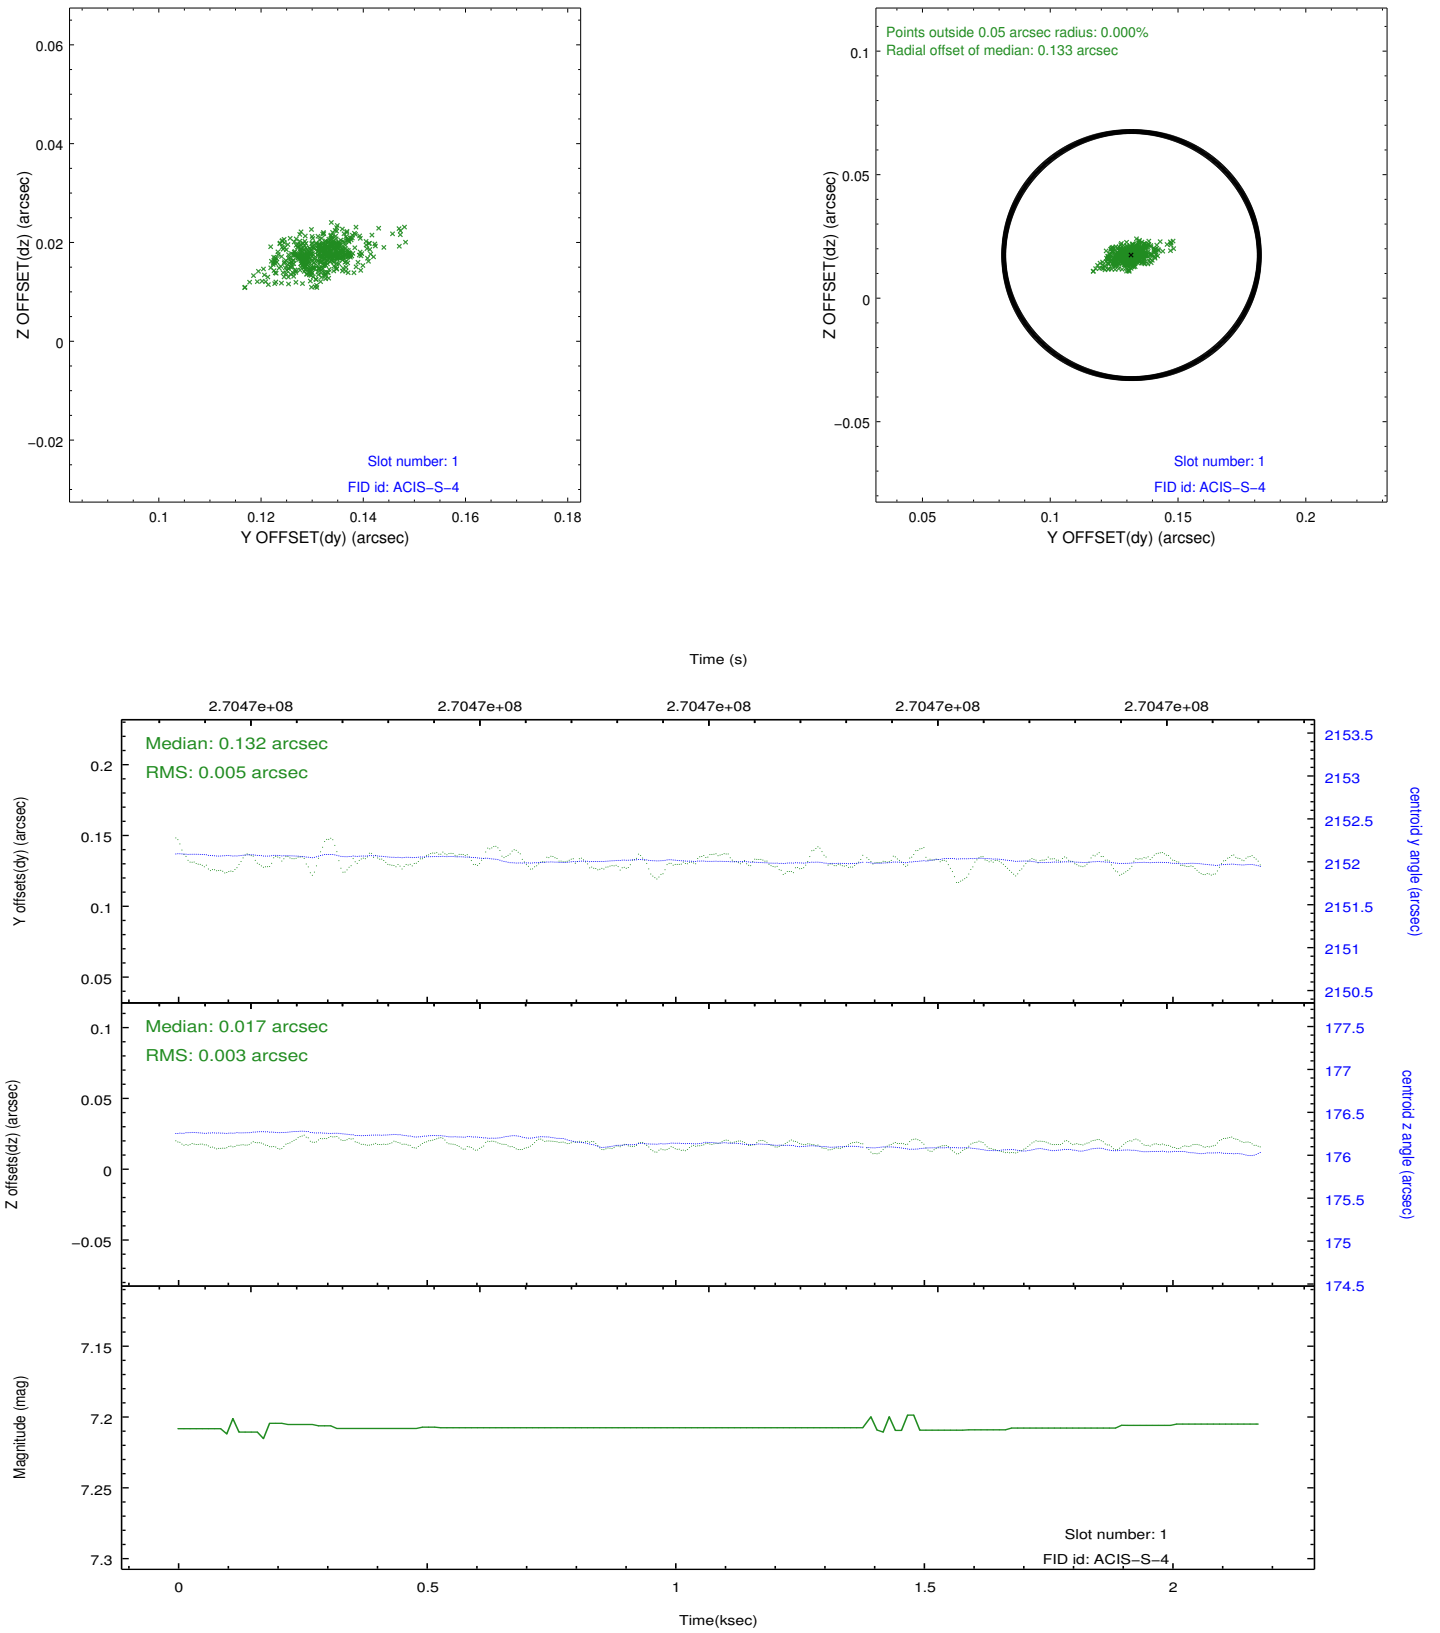 0.06
0.04
0.02
0
−0.02
Z OFFSET(dz) (arcsec)
Slot number: 1
FID id: ACIS−S−4
0.1 0.12 0.14 0.16 0.18
Y OFFSET(dy) (arcsec)
Points outside 0.05 arcsec radius: 0.000%
Radial offset of median: 0.133 arcsec
0.1
0.05
0
−0.05
Z OFFSET(dz) (arcsec)
Slot number: 1
FID id: ACIS−S−4
0.05 0.1 0.15 0.2
Y OFFSET(dy) (arcsec)
Time (s)
2.7047e+08 2.7047e+08 2.7047e+08 2.7047e+08 2.7047e+08
Median: 0.132 arcsec
RMS: 0.005 arcsec
0.2
0.15
0.1
0.05
Y offsets(dy) (arcsec)
2153.5
2153
2152.5
2152
2151.5
2151
2150.5
centroid y angle (arcsec)
Median: 0.017 arcsec
RMS: 0.003 arcsec
0.1
0.05
0
−0.05
Z offsets(dz) (arcsec)
177.5
177
176.5
176
175.5
175
174.5
centroid z angle (arcsec)
7.15
7.2
7.25
7.3
Magnitude (mag)
Slot number: 1
FID id: ACIS−S−4
0 0.5 1 1.5 2
Time(ksec)